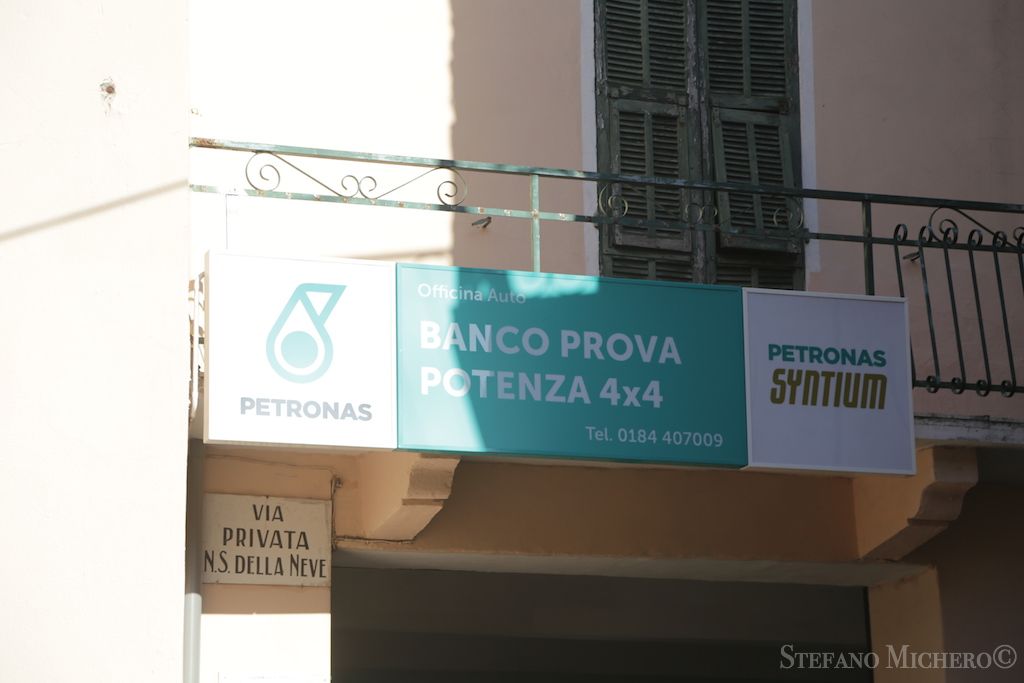 PETRONAS
Officina Auto
BANCO PROVA
POTENZA 4x4
Tel. 0184 407009
PETRONAS
SYNTIUM
VIA
PRIVATA
N.S. DELLA NEVE
STEFANO MICHERO©